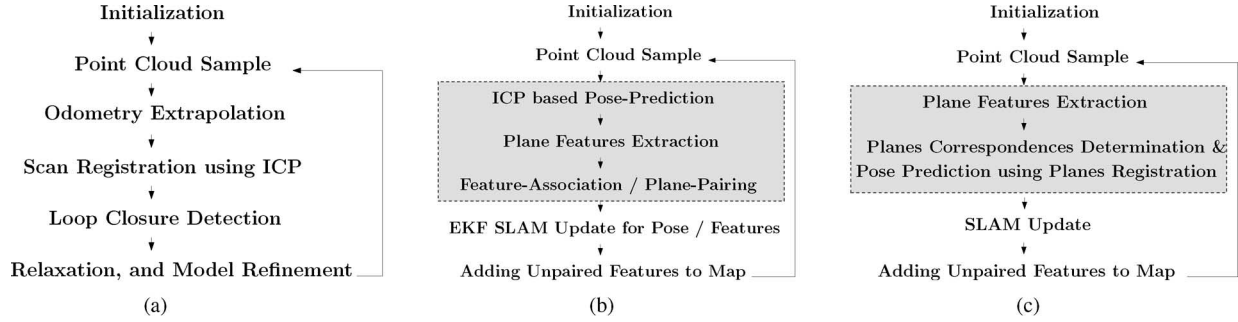 Initialization
Point Cloud Sample
Odometry Extrapolation
Scan Registration using ICP
Loop Closure Detection
Relaxation, and Model Refinement
(a)
Initialization
Point Cloud Sample
ICP based Pose-Prediction
Plane Features Extraction
Feature-Association / Plane-Pairing
EKF SLAM Update for Pose / Features
Adding Unpaired Features to Map
(b)
Initialization
Point Cloud Sample
Plane Features Extraction
Planes Correspondences Determination &
Pose Prediction using Planes Registration
SLAM Update
Adding Unpaired Features to Map
(c)